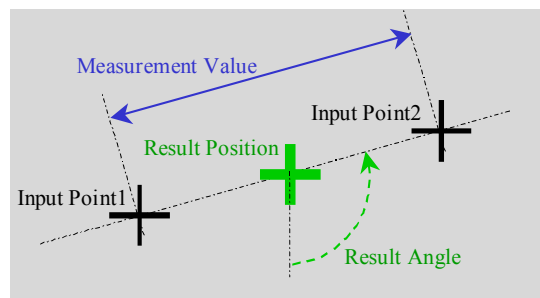 Measurement Value
Input Point2
Result Position
Input Point1
Result Angle